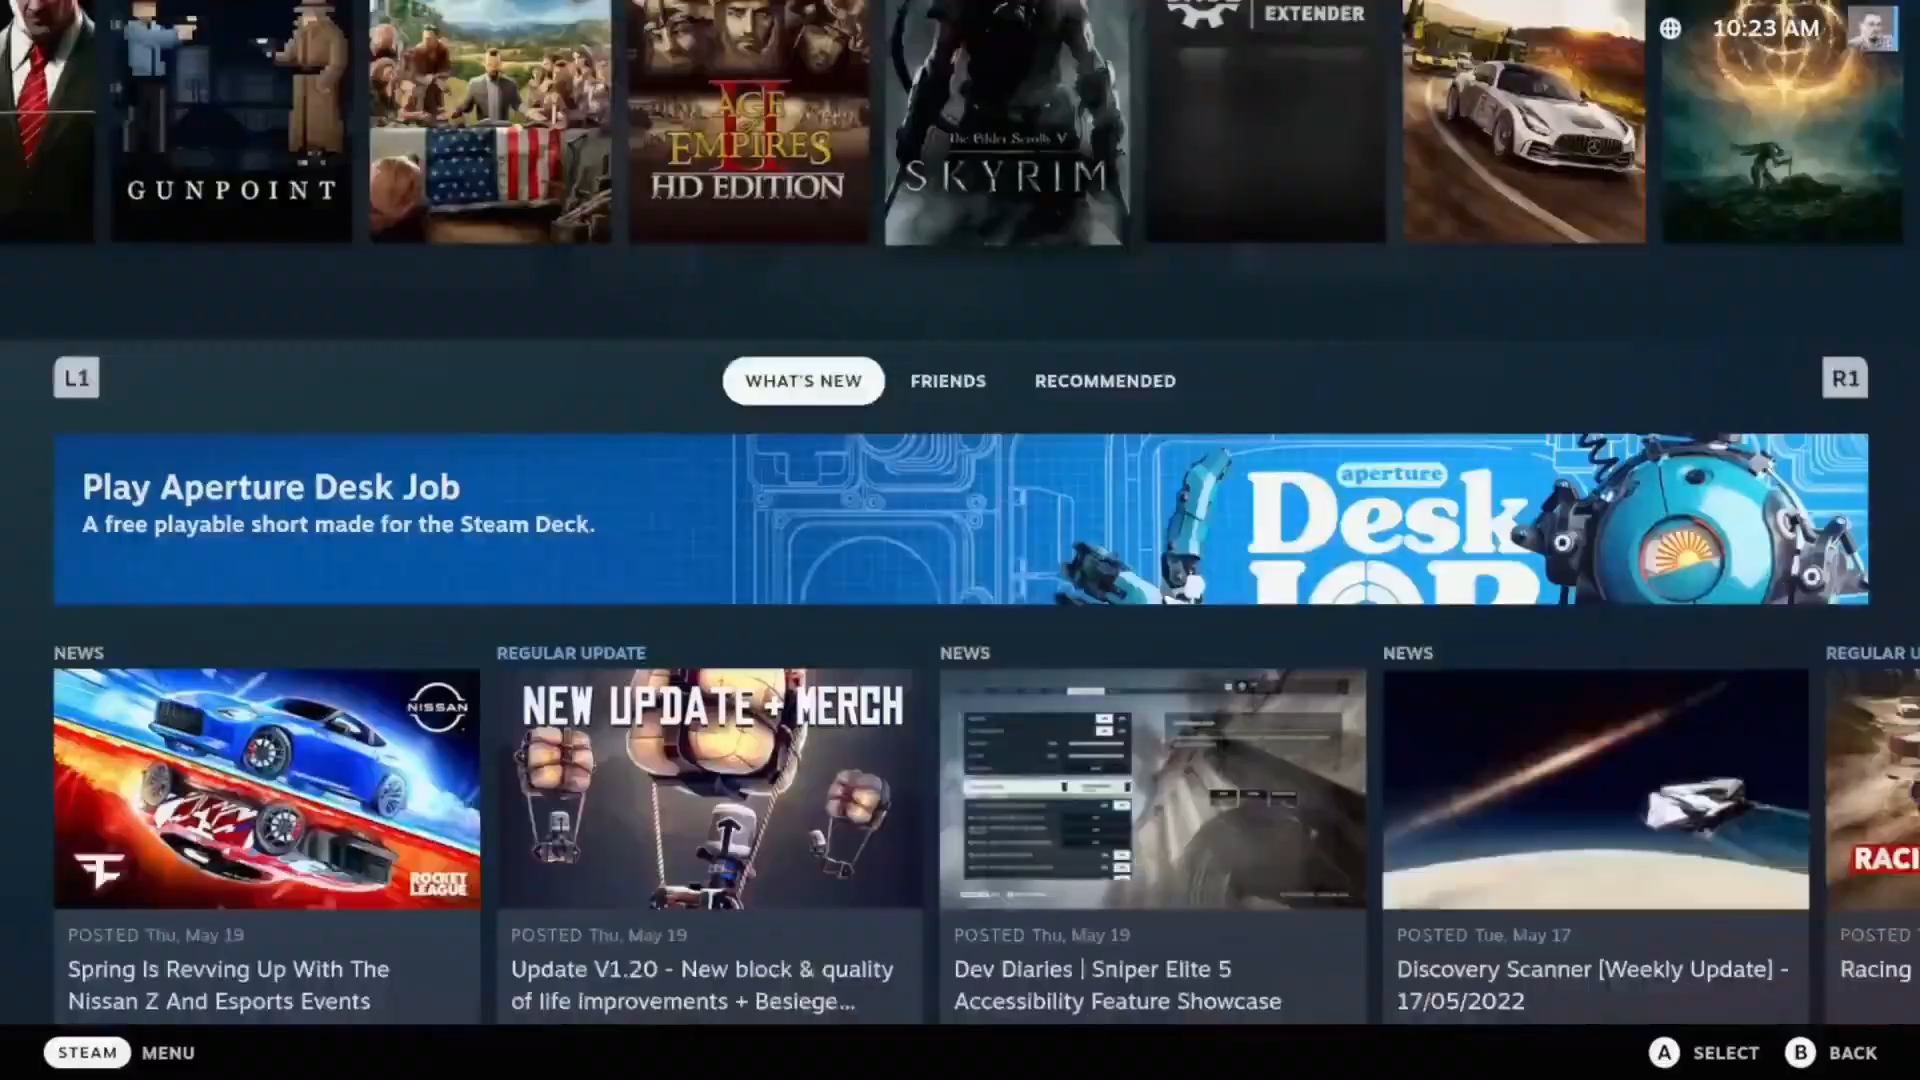 EXTENDER
10:23 AM
GUNPOINT
AGE
OF
EMPIRES
II
HD EDITION
The Elder Scrolls V
SKYRIM
L1
WHAT'S NEW
FRIENDS
RECOMMENDED
R1
Play Aperture Desk Job
A free playable short made for the Steam Deck.
aperture
Desk
JOB
NEWS
REGULAR UPDATE
NEWS
NEWS
REGULAR U
NISSAN
ROCKET
LEAGUE
NEW UPDATE + MERCH
RACI
POSTED Thu, May 19
Spring Is Revving Up With The
Nissan Z And Esports Events
POSTED Thu, May 19
Update V1.20 - New block & quality
of life improvements + Besiege...
POSTED Thu, May 19
Dev Diaries | Sniper Elite 5
Accessibility Feature Showcase
POSTED Tue, May 17
Discovery Scanner [Weekly Update] -
17/05/2022
POSTED
Racing
STEAM MENU
A SELECT B BACK